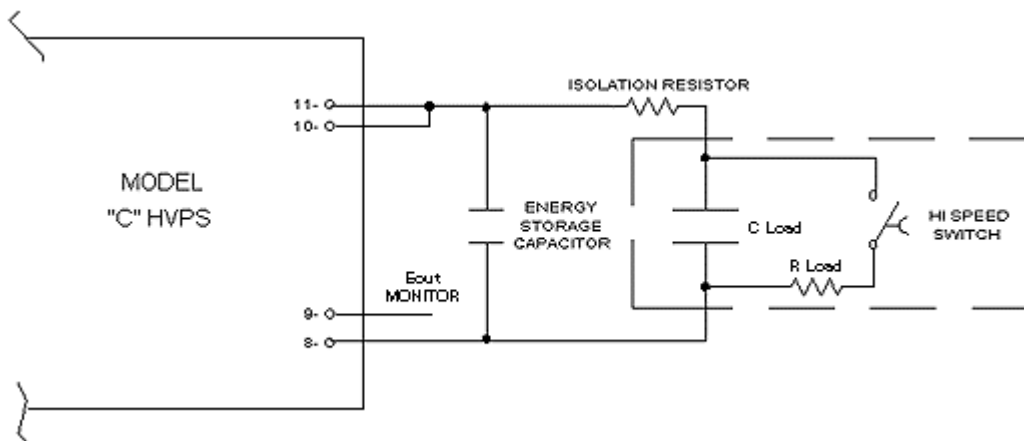 ISOLATION RESISTOR
11-
10-
MODEL
"C" HVPS
ENERGY
STORAGE
CAPACITOR
C Load
HI SPEED
SWITCH
R Load
Eout
MONITOR
9-
8-